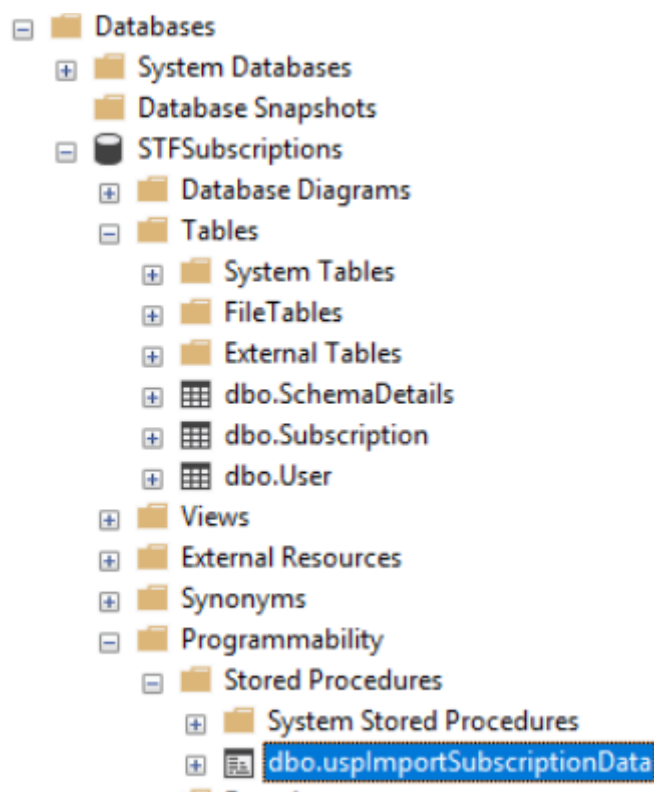 Databases
System Databases
Database Snapshots
STFSubscriptions
Database Diagrams
Tables
System Tables
FileTables
External Tables
dbo.SchemaDetails
dbo.Subscription
dbo.User
Views
External Resources
Synonyms
Programmability
Stored Procedures
System Stored Procedures
dbo.uspImportSubscriptionData